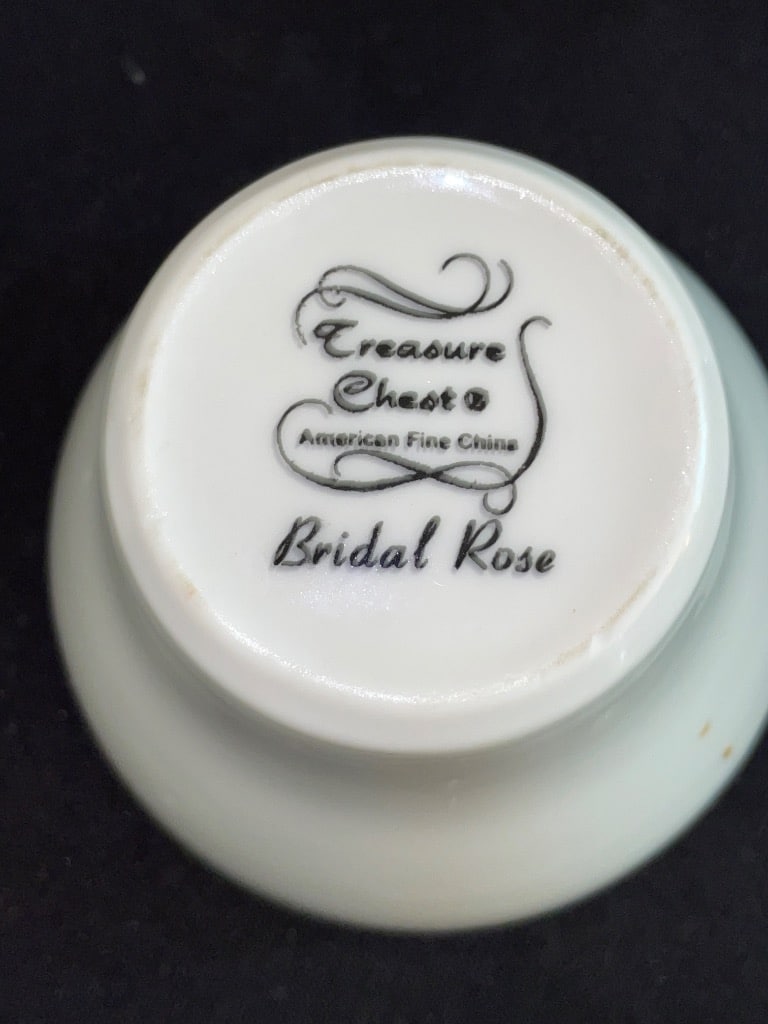 Treasure
Chest®
American Fine China
Bridal Rose